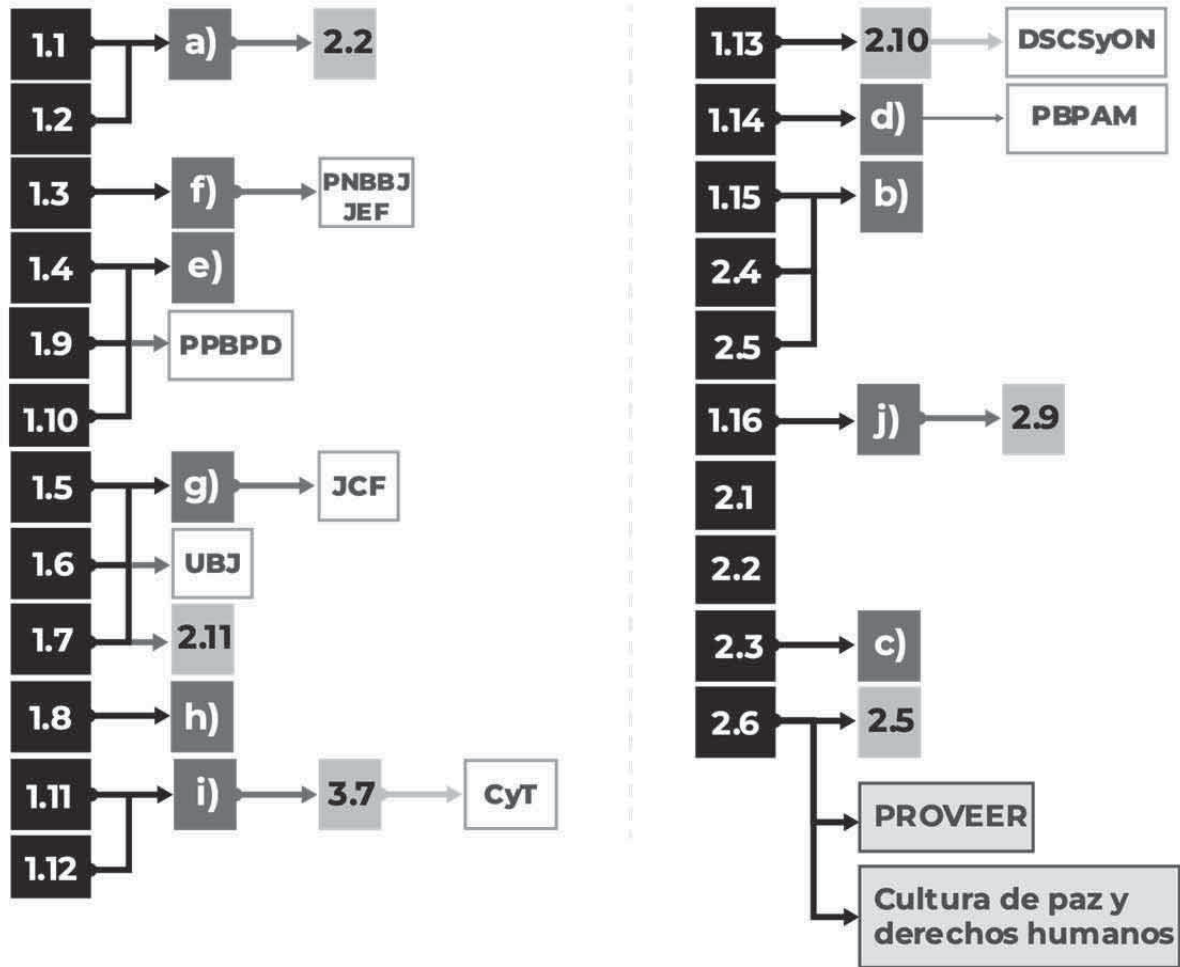 1.1
a)
2.2
1.2
1.3
f)
PNBBJ
JEF
1.4
e)
1.9
PPBPD
1.10
1.5
g)
JCF
1.6
UBJ
1.7
2.11
1.8
h)
1.11
i)
3.7
CyT
1.12
1.13
2.10
DSCSyON
1.14
d)
PBPAM
1.15
b)
2.4
2.5
1.16
j)
2.9
2.1
2.2
2.3
c)
2.6
2.5
PROVEER
Cultura de paz y
derechos humanos